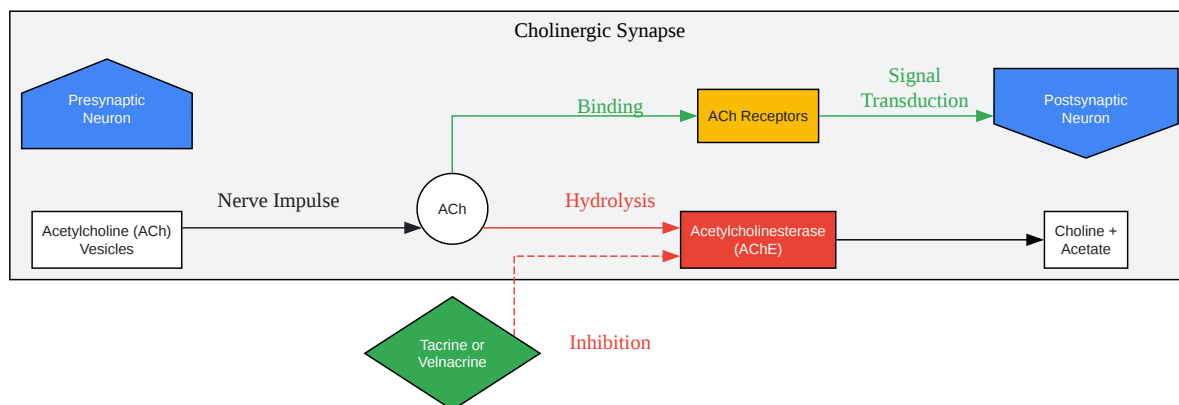 Cholinergic Synapse
Presynaptic
Neuron
Binding
ACh Receptors
Signal
Transduction
Postsynaptic
Neuron
Acetylcholine (ACh)
Vesicles
Nerve Impulse
ACh
Hydrolysis
Acetylcholinesterase
(AChE)
Choline +
Acetate
Tacrine or
Velnacrine
Inhibition